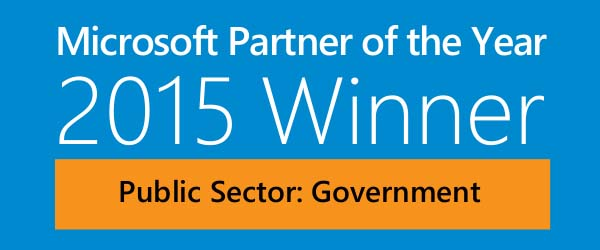 Microsoft Partner of the Year
2015 Winner
Public Sector: Government